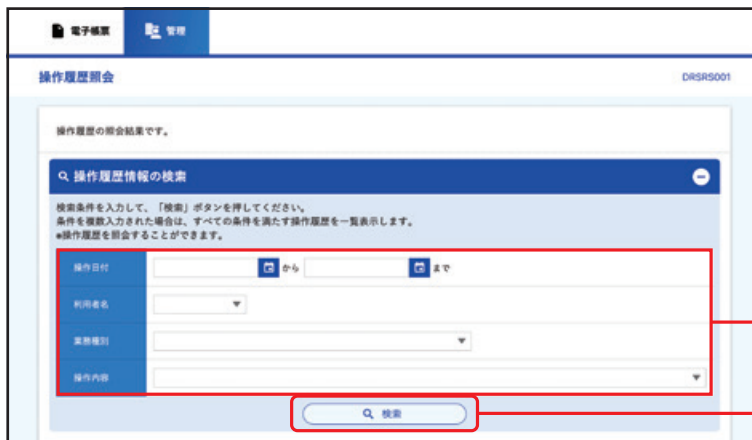 電子帳票
管理
操作履歴照会
DRSRS001
操作履歴の照会結果です。
操作履歴情報の検索
検索条件を入力して、「検索」ボタンを押してください。
条件を複数入力された場合は、すべての条件を満たす操作履歴を一覧表示します。
※操作履歴を照会することができます。
操作日付 から まで
利用者名
業務種別
操作内容
検索